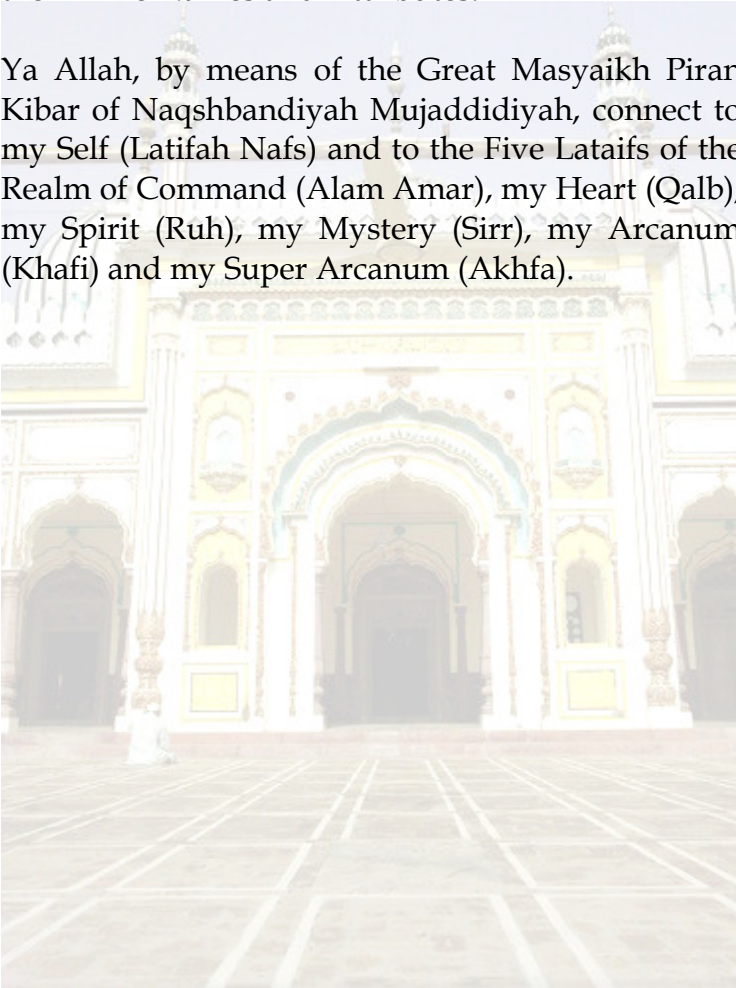 Ya Allah, by means of the Great Masyaikh Piran
Kibar of Naqshbandiyah Mujaddidiyah, connect to
my Self (Latifah Nafs) and to the Five Lataifs of the
Realm of Command (Alam Amar), my Heart (Qalb),
my Spirit (Ruh), my Mystery (Sirr), my Arcanum
(Khafi) and my Super Arcanum (Akhfa).